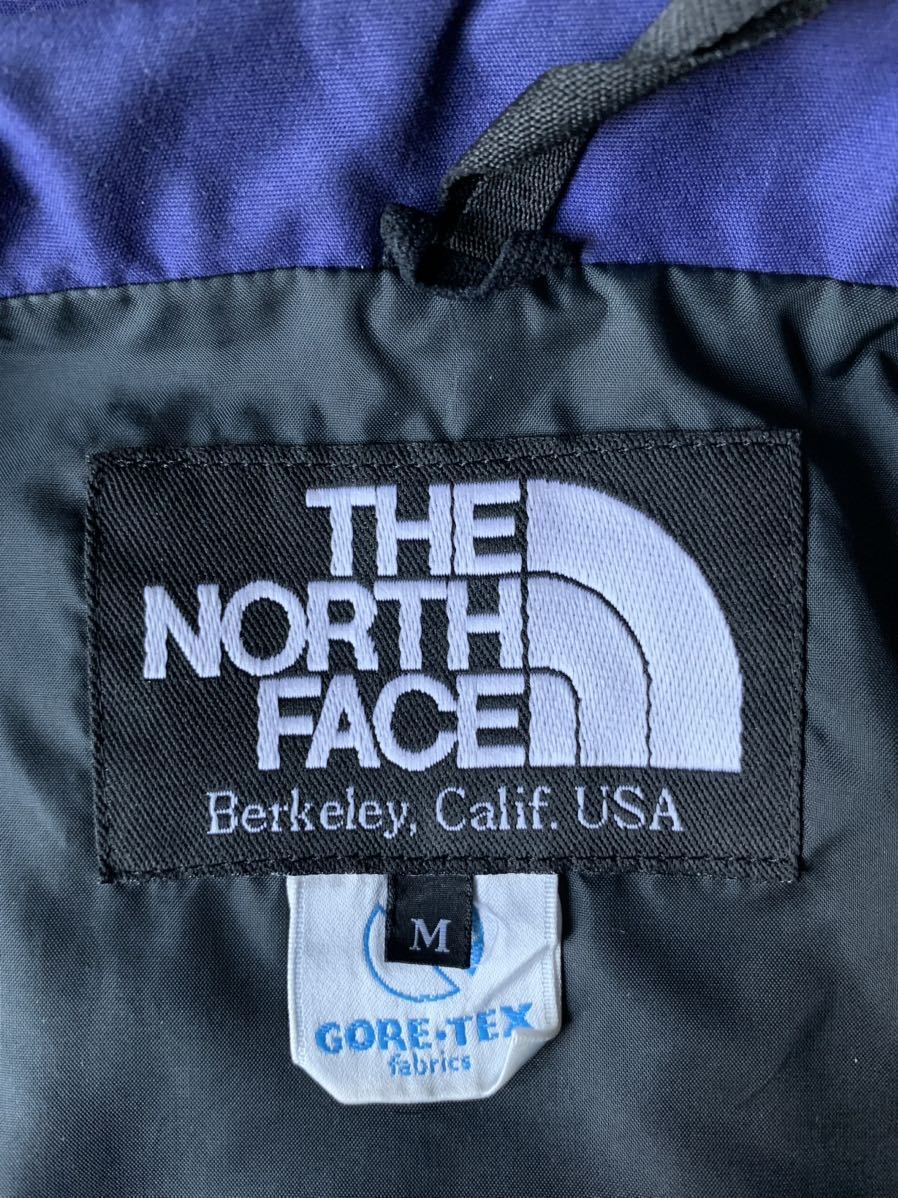 THE
NORTH
FACE
Berkeley, Calif. USA
M
GORE-TEX
fabrics